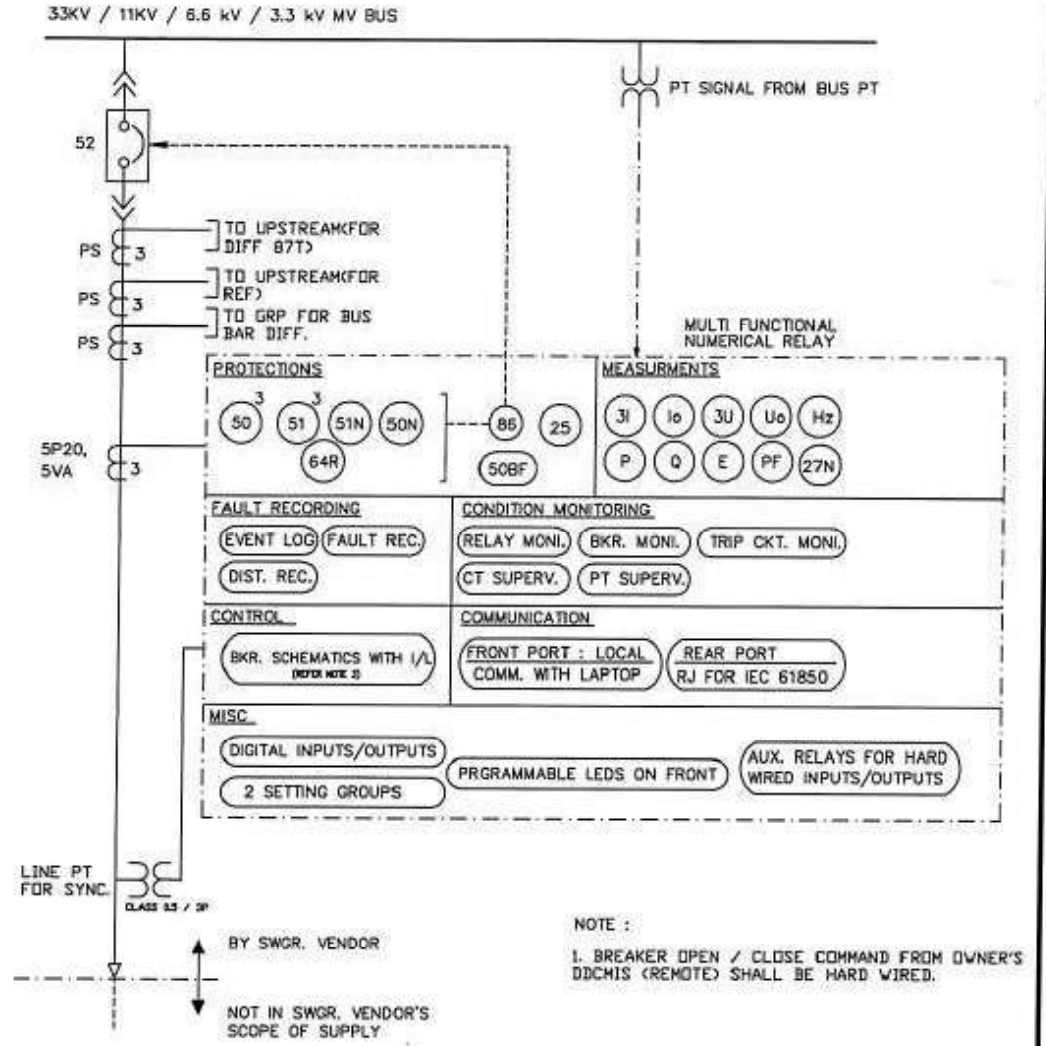 33KV / 11KV / 6.6 kV / 3.3 kV MV BUS
PT SIGNAL FROM BUS PT
52
TO UPSTREAM(FOR
DIFF 87T)
PS
3
TO UPSTREAM(FOR
REF)
PS
3
TO GRP FOR BUS
BAR DIFF.
PS
3
MULTI FUNCTIONAL
NUMERICAL RELAY
PROTECTIONS
3
3
50
51
51N
50N
64R
86
25
50BF
MEASURMENTS
3I
Io
3U
Uo
Hz
P
Q
E
PF
27N
5P20,
5VA
3
FAULT RECORDING
EVENT LOG
FAULT REC.
DIST. REC.
CONDITION MONITORING
RELAY MONI.
BKR. MONI.
TRIP CKT. MONI.
CT SUPERV.
PT SUPERV.
CONTROL
BKR. SCHEMATICS WITH I/L
(REFER NOTE 2)
COMMUNICATION
FRONT PORT : LOCAL
COMM. WITH LAPTOP
REAR PORT
RJ FOR IEC 61850
MISC
DIGITAL INPUTS/OUTPUTS
2 SETTING GROUPS
PRGRAMMABLE LEDS ON FRONT
AUX. RELAYS FOR HARD
WIRED INPUTS/OUTPUTS
LINE PT
FOR SYNC.
CLASS 0.5 / 3P
BY SWGR. VENDOR
NOT IN SWGR. VENDOR'S
SCOPE OF SUPPLY
NOTE :
1. BREAKER OPEN / CLOSE COMMAND FROM OWNER'S
DDCMIS (REMOTE) SHALL BE HARD WIRED.